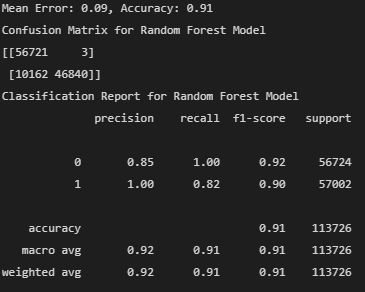 Mean Error: 0.09, Accuracy: 0.91
Confusion Matrix for Random Forest Model
[[56721     3]
 [10162 46840]]
Classification Report for Random Forest Model
              precision    recall  f1-score   support

           0       0.85      1.00      0.92     56724
           1       1.00      0.82      0.90     57002

    accuracy                           0.91    113726
   macro avg       0.92      0.91      0.91    113726
weighted avg       0.92      0.91      0.91    113726